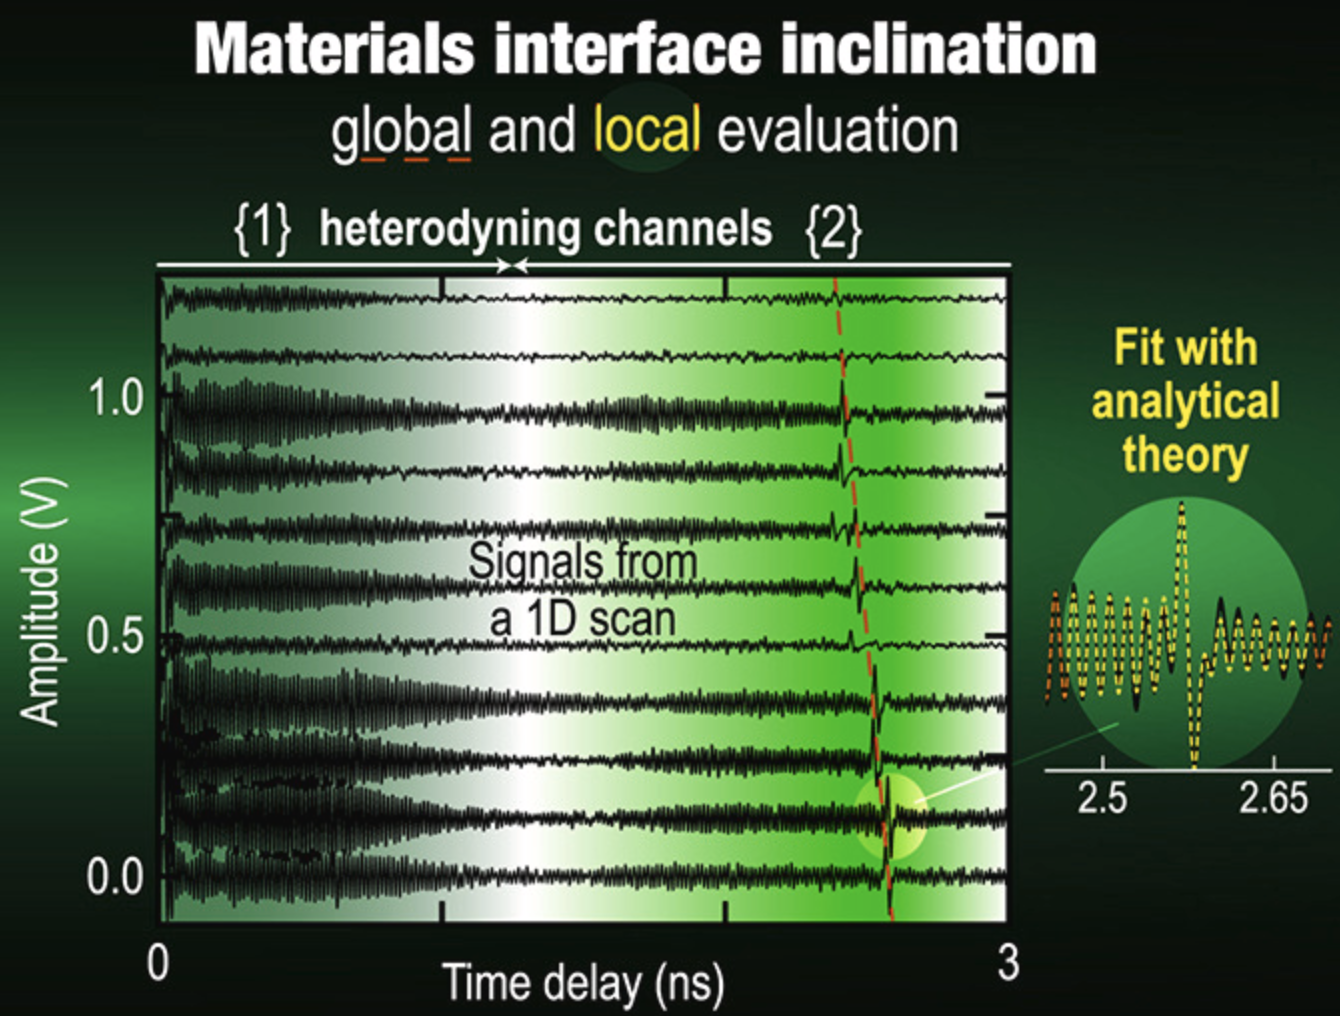 Materials interface inclination
global and local evaluation
{1} heterodyning channels {2}
1.0
0.5
0.0
Amplitude (V)
Signals from
a 1D scan
0
3
Time delay (ns)
Fit with
analytical
theory
2.5
2.65